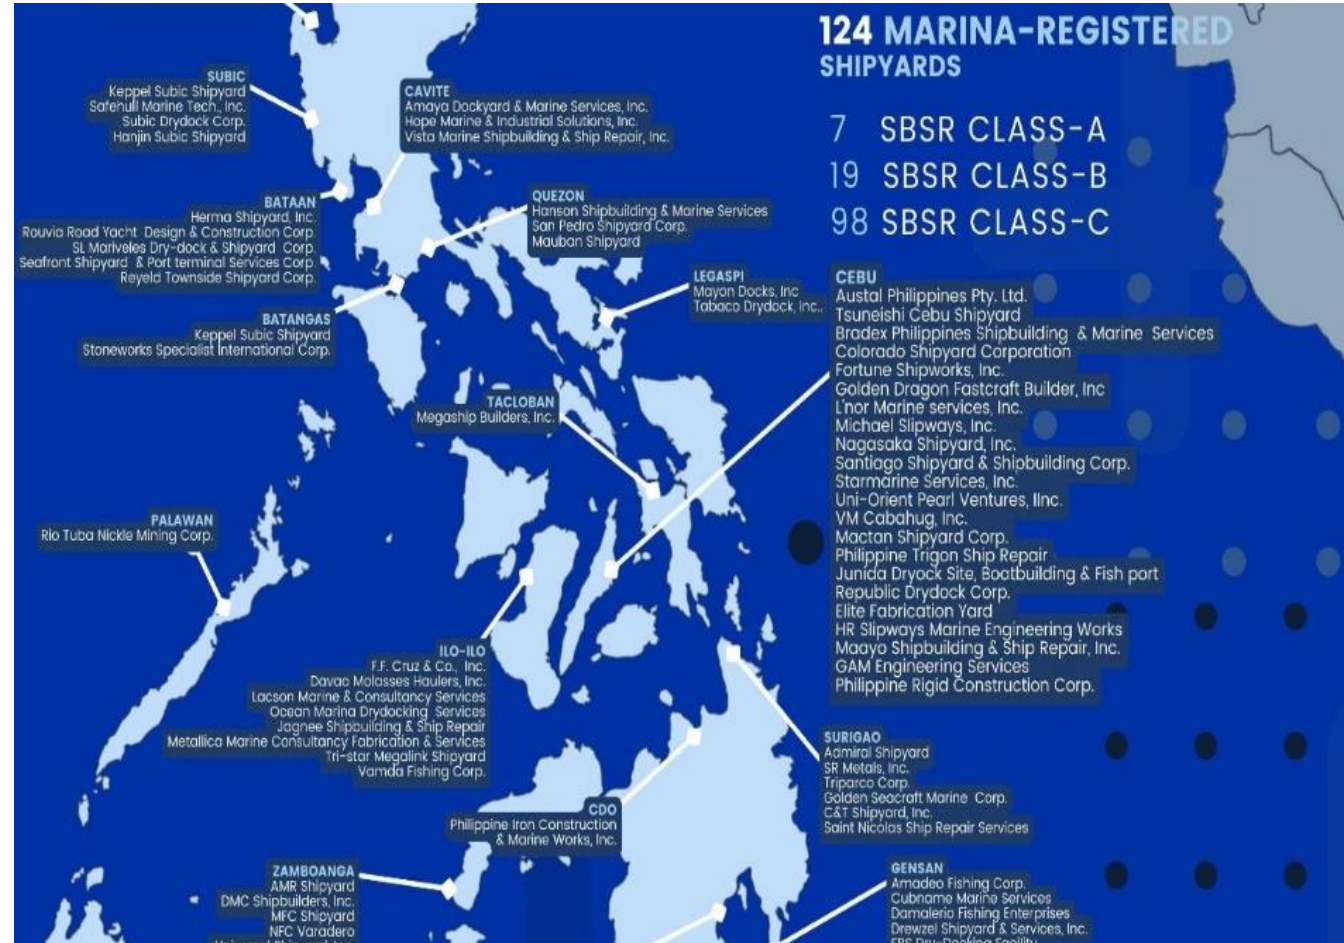 124 MARINA-REGISTERED
SHIPYARDS
7 SBSR CLASS-A
19 SBSR CLASS-B
98 SBSR CLASS-C
SUBIC
Keppel Subic Shipyard
Safehull Marine Tech., Inc.
Subic Drydock Corp.
Hanjin Subic Shipyard
CAVITE
Amaya Dockyard & Marine Services, Inc.
Hope Marine & Industrial Solutions, Inc.
Vista Marine Shipbuilding & Ship Repair, Inc.
BATAAN
Herma Shipyard, Inc.
Rouvia Road Yacht Design & Construction Corp.
SL Mariveles Dry-dock & Shipyard Corp.
Seafront Shipyard & Port terminal Services Corp.
Reyeld Townside Shipyard Corp.
QUEZON
Hanson Shipbuilding & Marine Services
San Pedro Shipyard Corp.
Mauban Shipyard
BATANGAS
Keppel Subic Shipyard
Stoneworks Specialist International Corp.
LEGASPI
Mayon Docks, Inc
Tabaco Drydock, Inc..
CEBU
Austal Philippines Pty. Ltd.
Tsuneishi Cebu Shipyard
Bradex Philippines Shipbuilding & Marine Services
Colorado Shipyard Corporation
Fortune Shipworks, Inc.
Golden Dragon Fastcraft Builder, Inc
L'nor Marine services, Inc.
Michael Slipways, Inc.
Nagasaka Shipyard, Inc.
Santiago Shipyard & Shipbuilding Corp.
Starmarine Services, Inc.
Uni-Orient Pearl Ventures, IInc.
VM Cabahug, Inc.
Mactan Shipyard Corp.
Philippine Trigon Ship Repair
Junida Dryock Site, Boatbuilding & Fish port
Republic Drydock Corp.
Elite Fabrication Yard
HR Slipways Marine Engineering Works
Maayo Shipbuilding & Ship Repair, Inc.
GAM Engineering Services
Philippine Rigid Construction Corp.
TACLOBAN
Megaship Builders, Inc.
PALAWAN
Rio Tuba Nickle Mining Corp.
ILO-ILO
F.F. Cruz & Co., Inc.
Davao Molasses Haulers, Inc.
Lacson Marine & Consultancy Services
Ocean Marina Drydocking Services
Jagnee Shipbuilding & Ship Repair
Metallica Marine Consultancy Fabrication & Services
Tri-star Megalink Shipyard
Vamda Fishing Corp.
SURIGAO
Admiral Shipyard
SR Metals, Inc.
Triparco Corp.
Golden Seacraft Marine Corp.
C&T Shipyard, Inc.
Saint Nicolas Ship Repair Services
CDO
Philippine Iron Construction
& Marine Works, Inc.
ZAMBOANGA
AMR Shipyard
DMC Shipbuilders, Inc.
MFC Shipyard
NFC Varadero
GENSAN
Amadeo Fishing Corp.
Cubname Marine Services
Damalerio Fishing Enterprises
Drewzel Shipyard & Services, Inc.